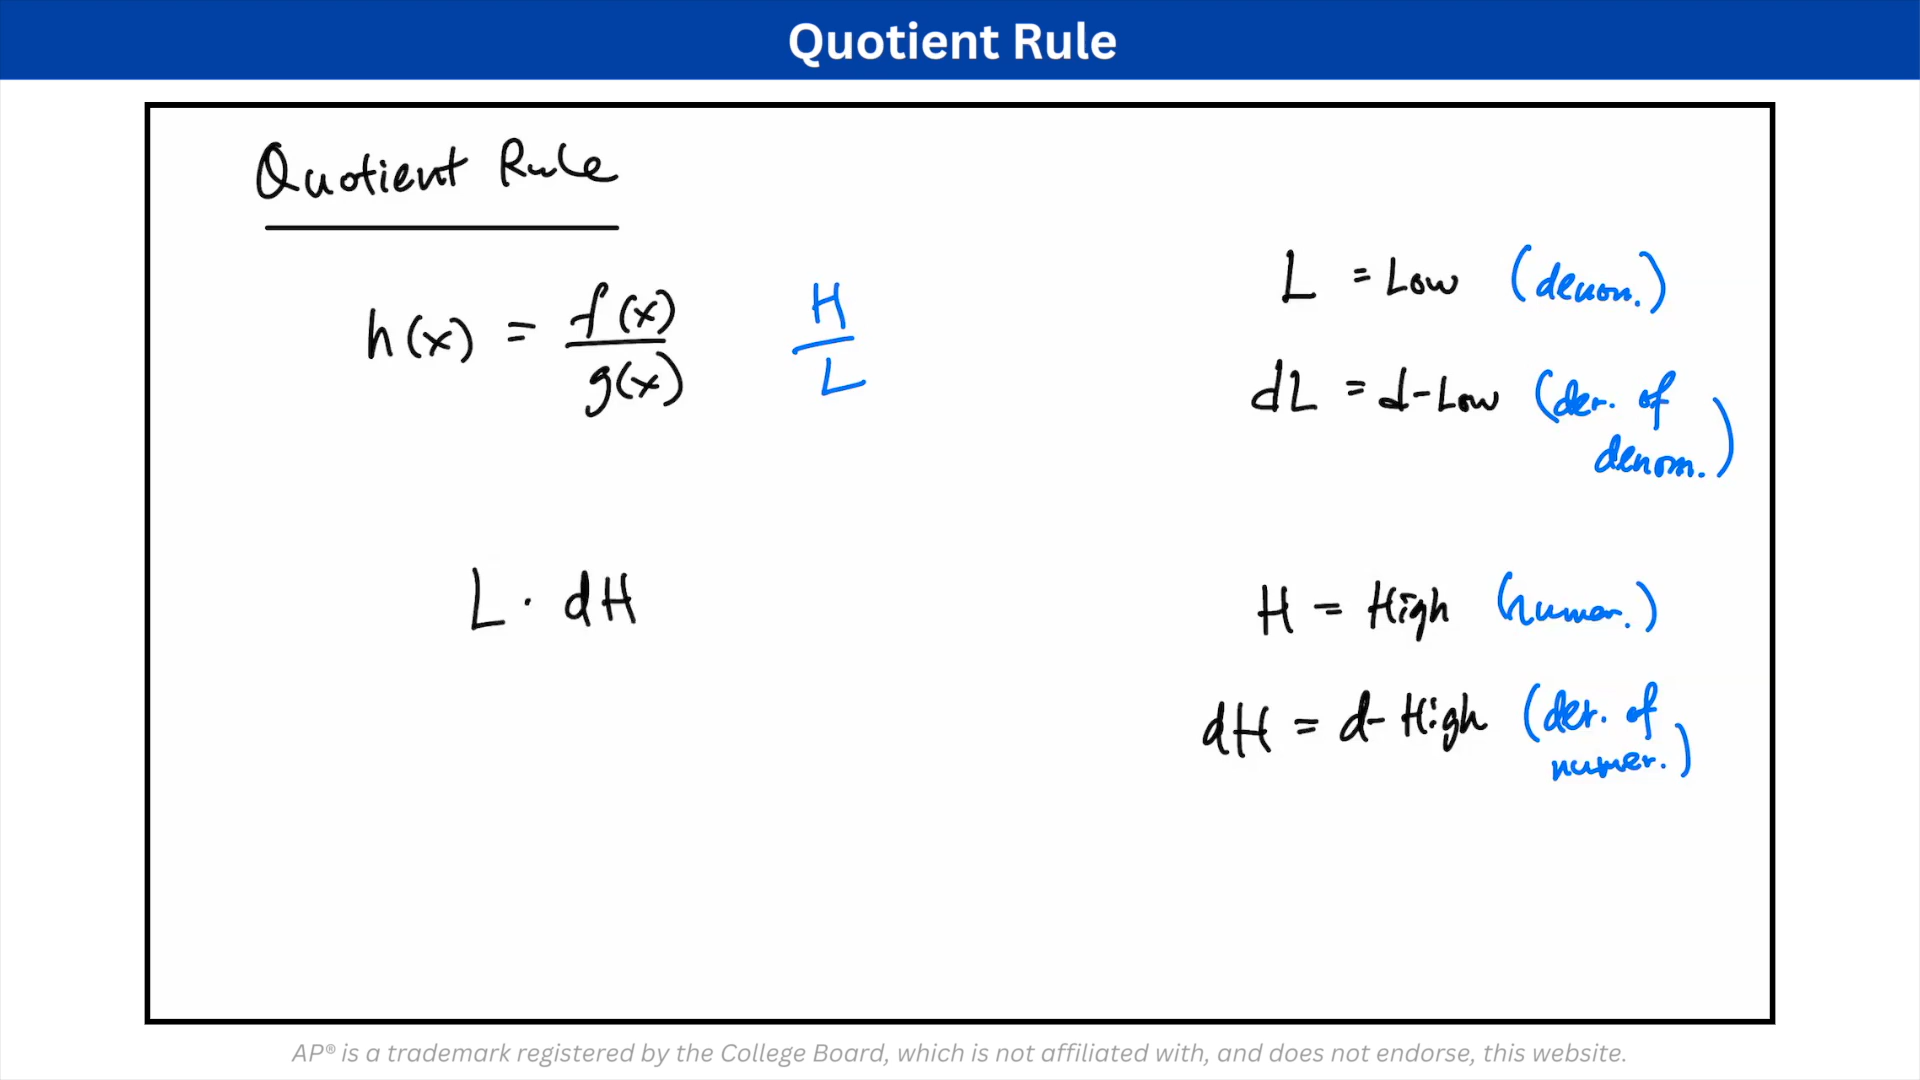 Quotient Rule
Quotient Rule
h(x) = f(x)/g(x) H/L
L = Low (denom.)
dL = d-Low (der. of
denom.)
L · dH
H = High (numer.)
dH = d-High (der. of
numer.)
AP® is a trademark registered by the College Board, which is not affiliated with, and does not endorse, this website.